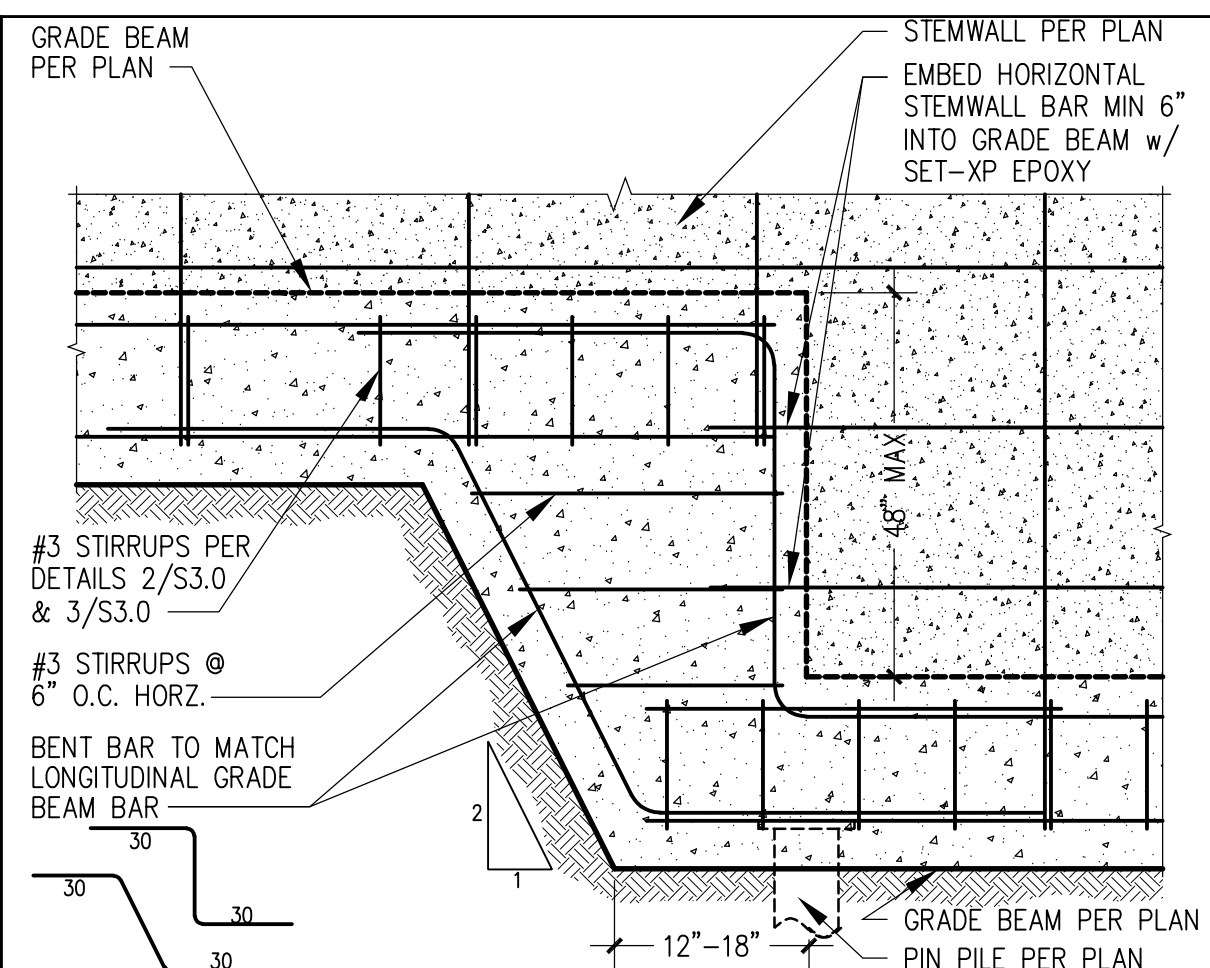 GRADE BEAM
PER PLAN
STEMWALL PER PLAN
EMBED HORIZONTAL
STEMWALL BAR MIN 6"
INTO GRADE BEAM w/
SET-XP EPOXY
48" MAX
#3 STIRRUPS PER
DETAILS 2/S3.0
& 3/S3.0
#3 STIRRUPS @
6" O.C. HORZ.
BENT BAR TO MATCH
LONGITUDINAL GRADE
BEAM BAR
2
1
30
30
30
30
12"-18"
GRADE BEAM PER PLAN
PIN PILE PER PLAN